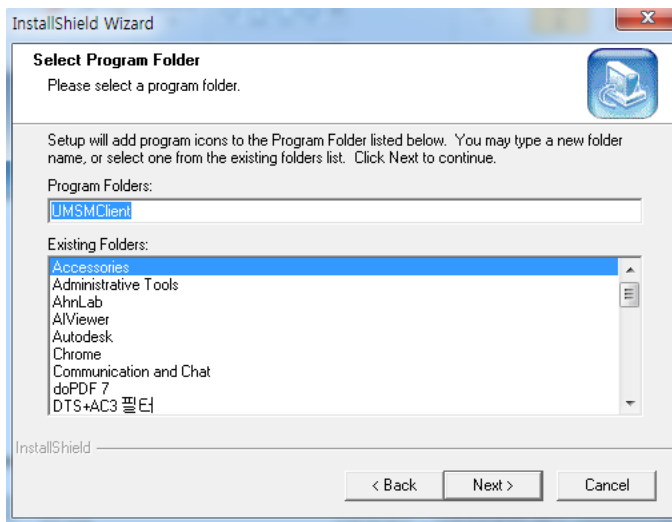 InstallShield Wizard
Select Program Folder
Please select a program folder.
Setup will add program icons to the Program Folder listed below. You may type a new folder
name, or select one from the existing folders list. Click Next to continue.
Program Folders:
UMSMClient
Existing Folders:
Accessories
Administrative Tools
AhnLab
AIViewer
Autodesk
Chrome
Communication and Chat
doPDF 7
DTS+AC3 필터
InstallShield
< Back
Next >
Cancel